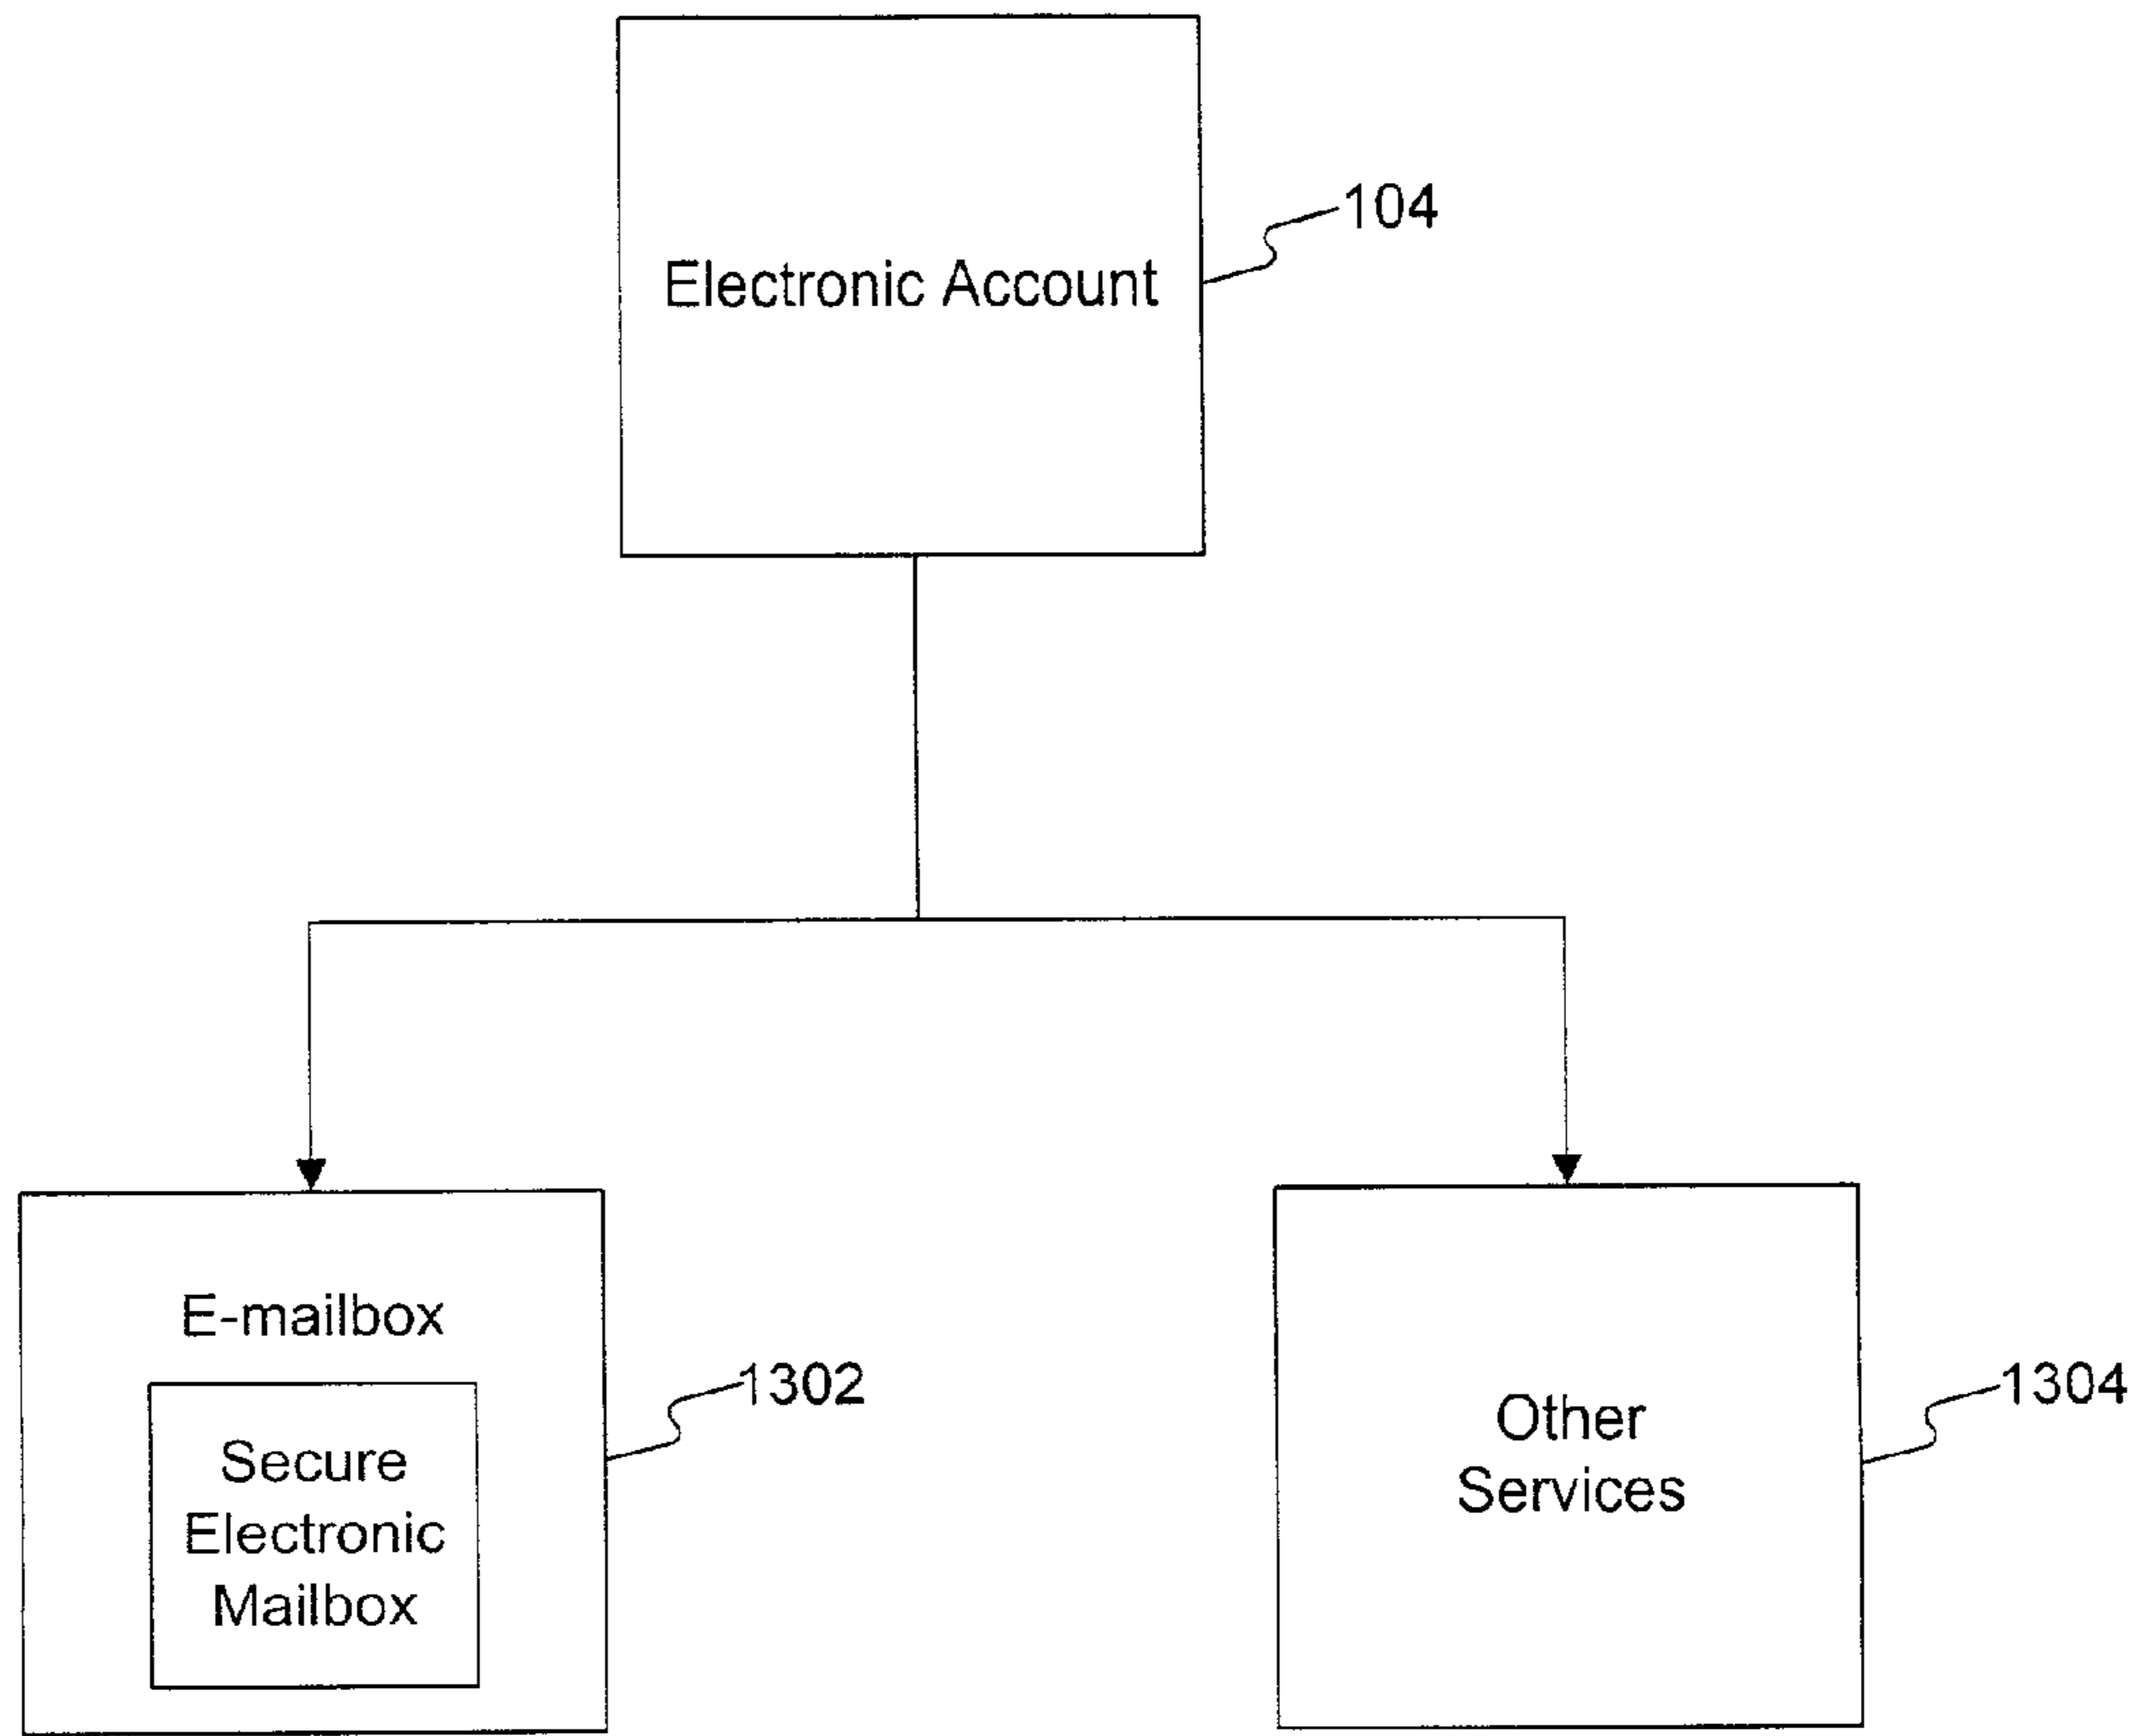 Electronic Account
104
E-mailbox
Secure
Electronic
Mailbox
1302
Other
Services
1304